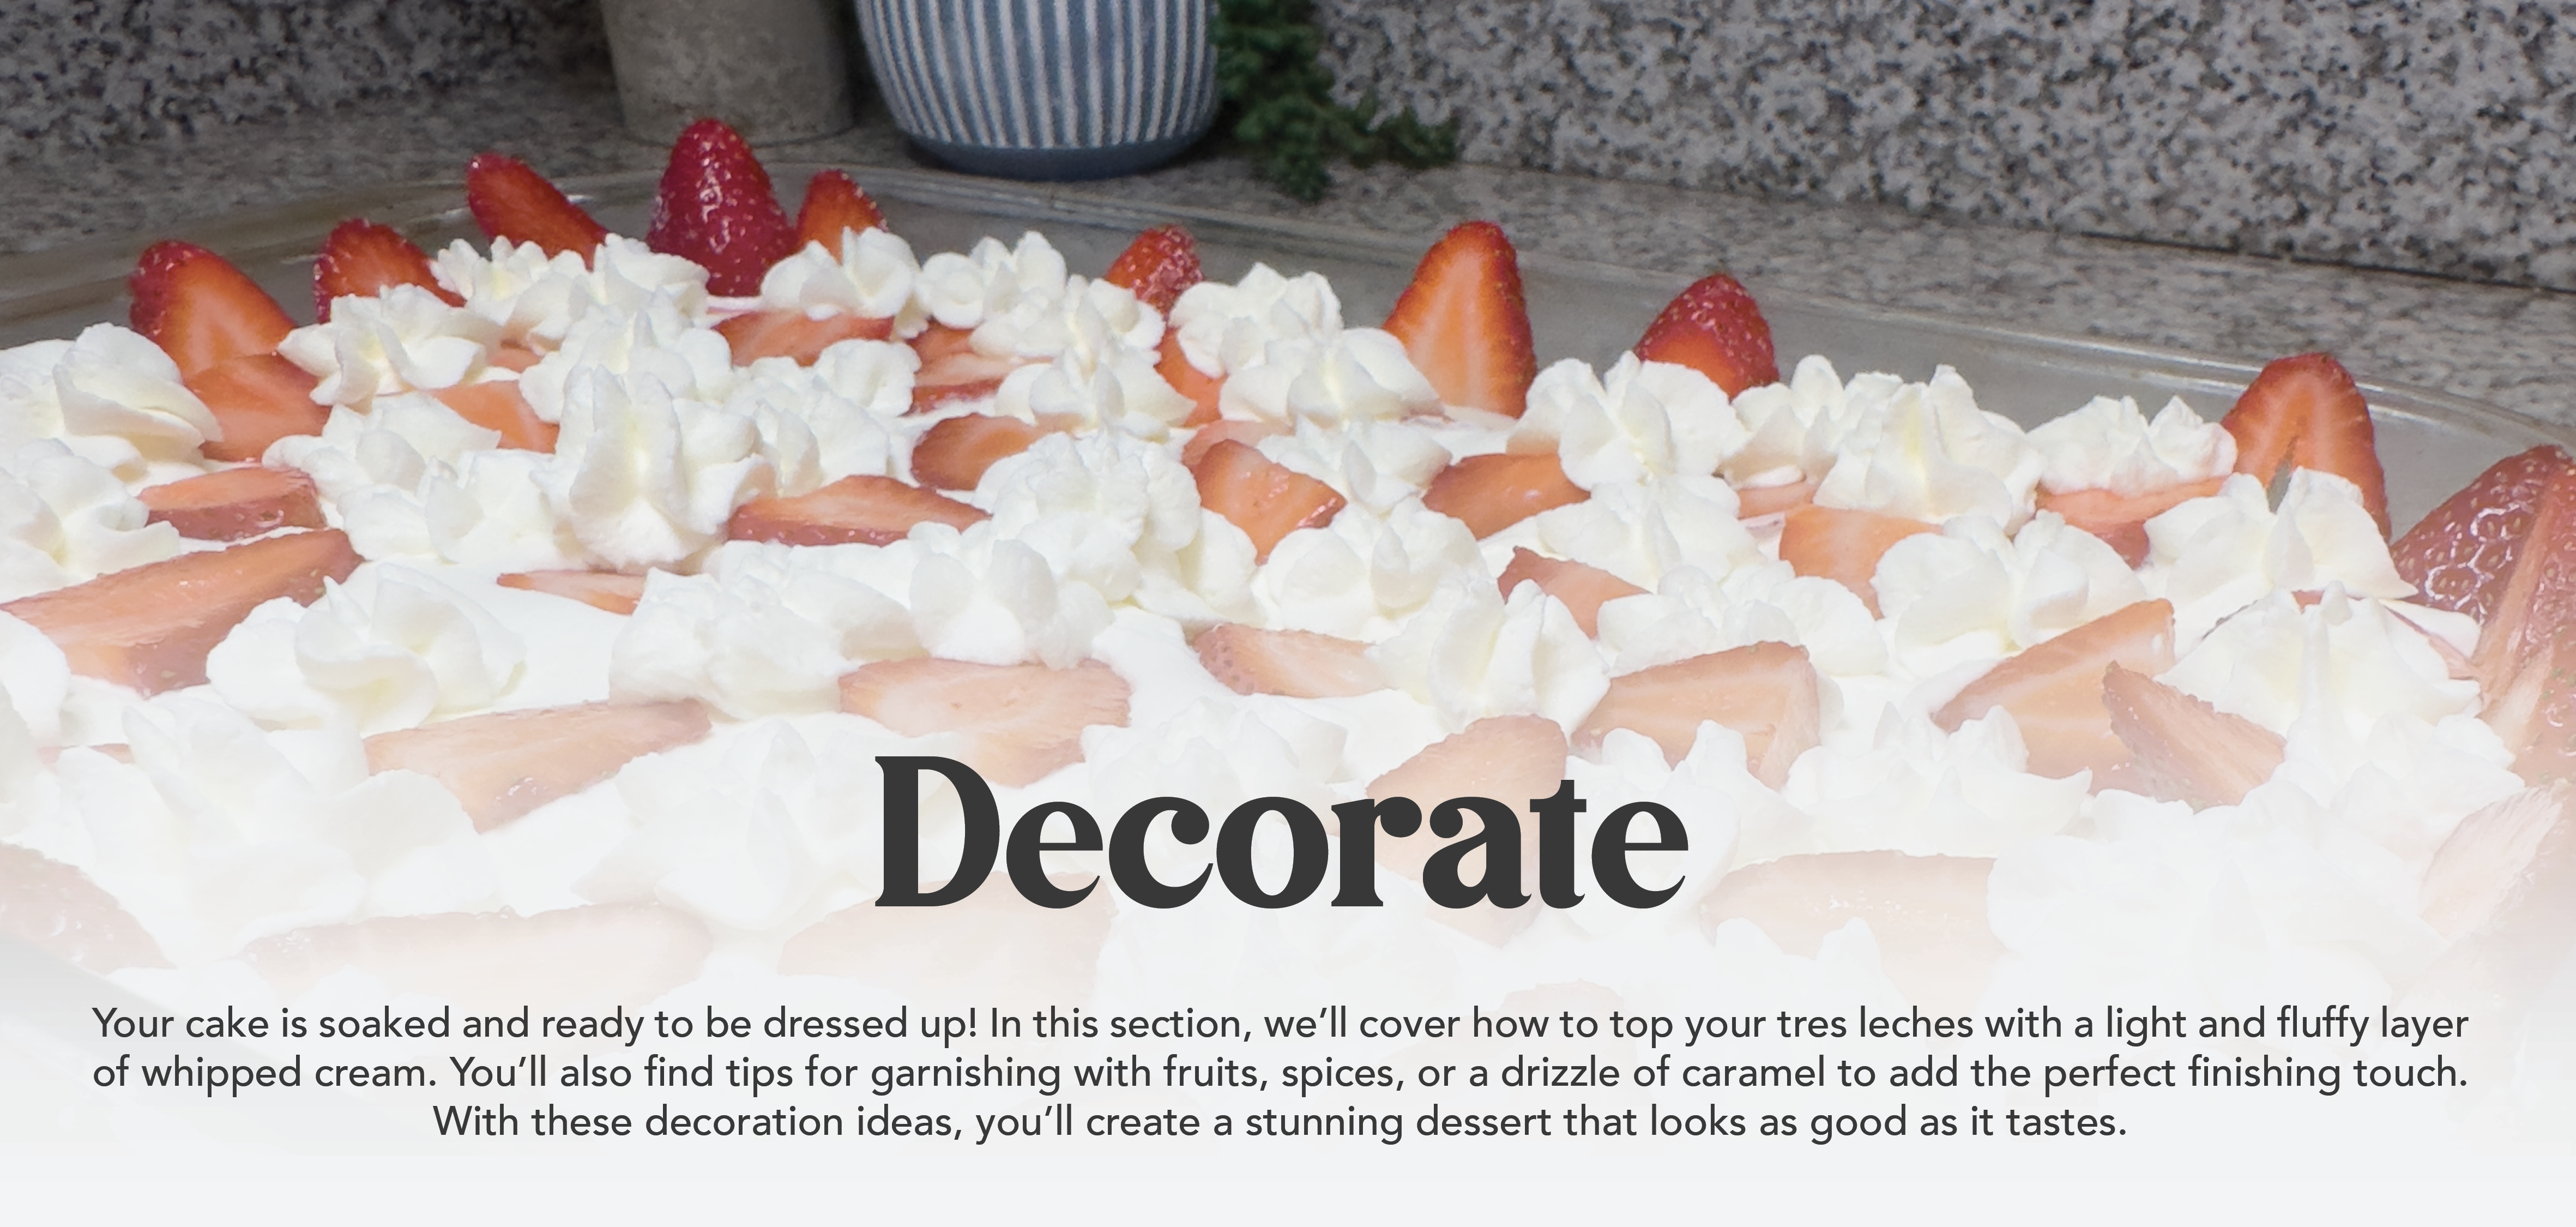 Decorate
Your cake is soaked and ready to be dressed up! In this section, we’ll cover how to top your tres leches with a light and fluffy layer
of whipped cream. You’ll also find tips for garnishing with fruits, spices, or a drizzle of caramel to add the perfect finishing touch.
With these decoration ideas, you’ll create a stunning dessert that looks as good as it tastes.